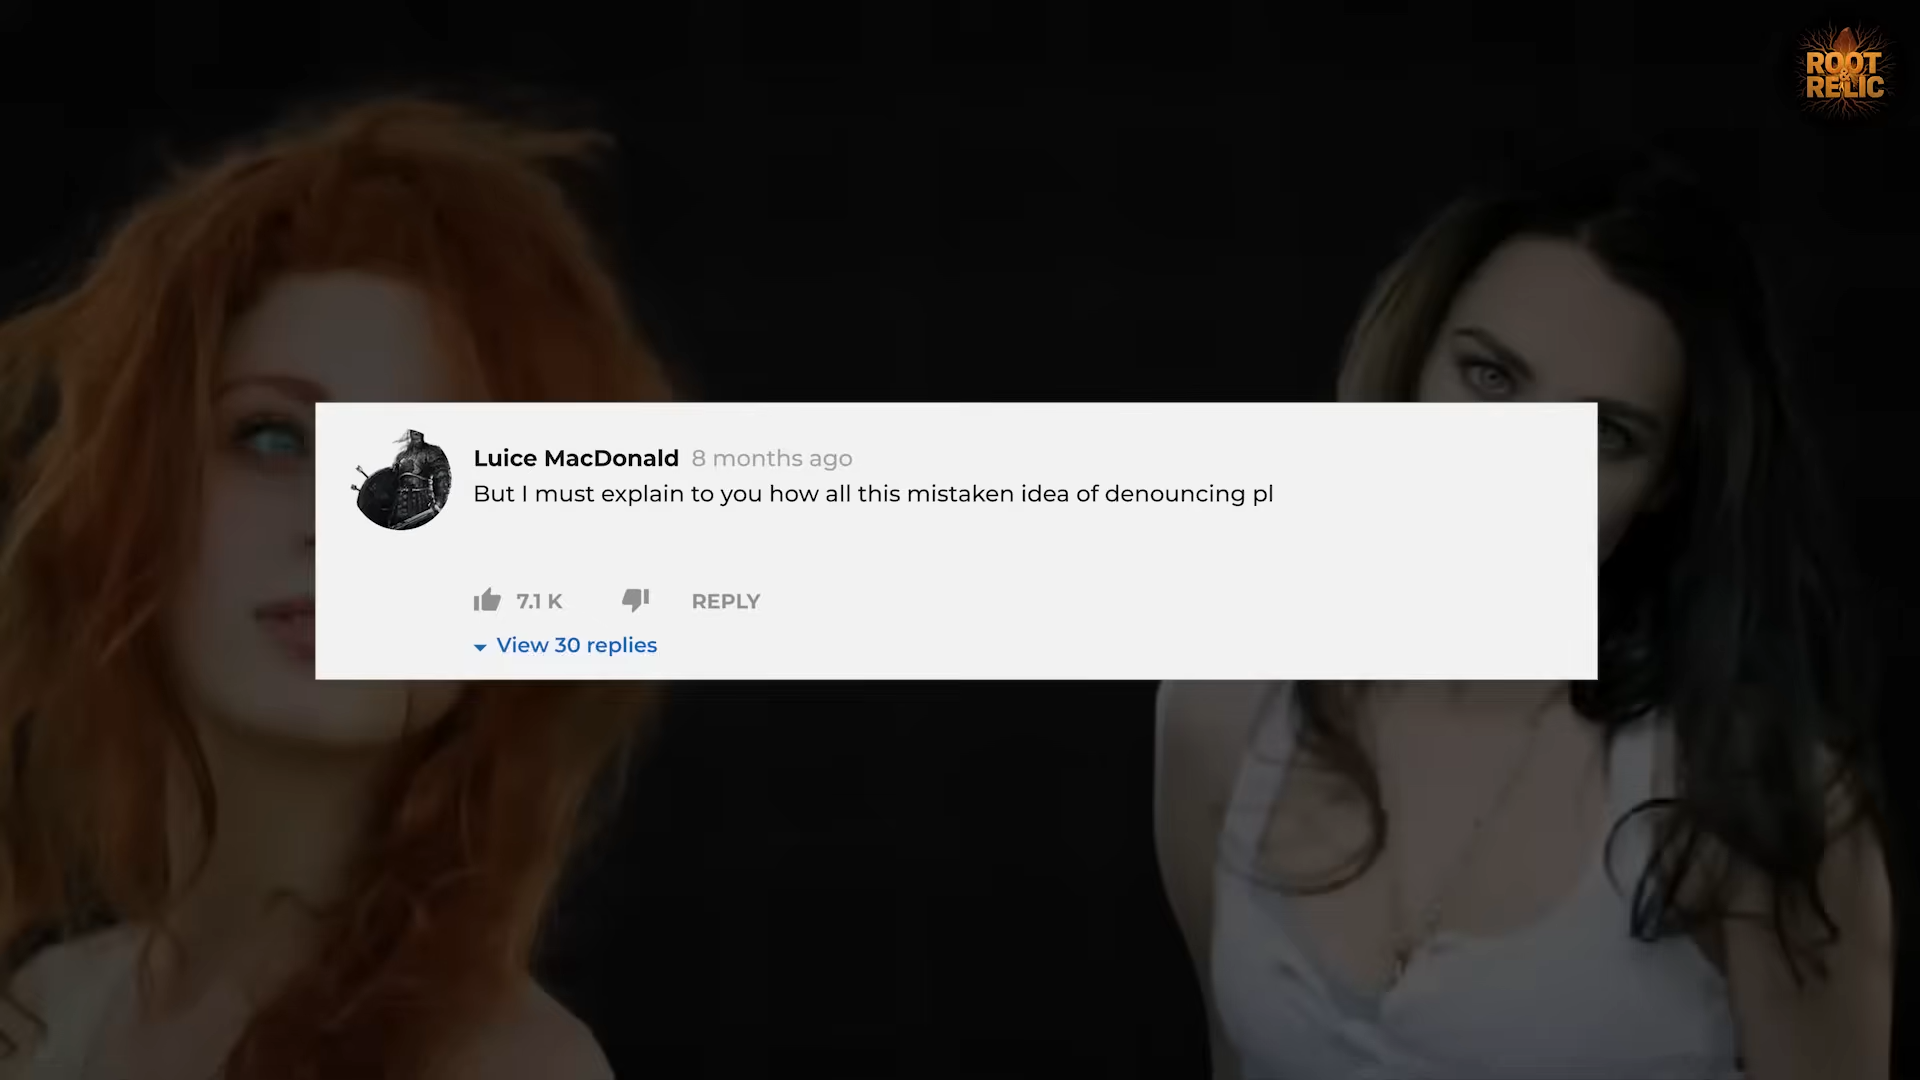 ROOT
&
RELIC
Luice MacDonald 8 months ago
But I must explain to you how all this mistaken idea of denouncing pl
7.1 K REPLY
View 30 replies